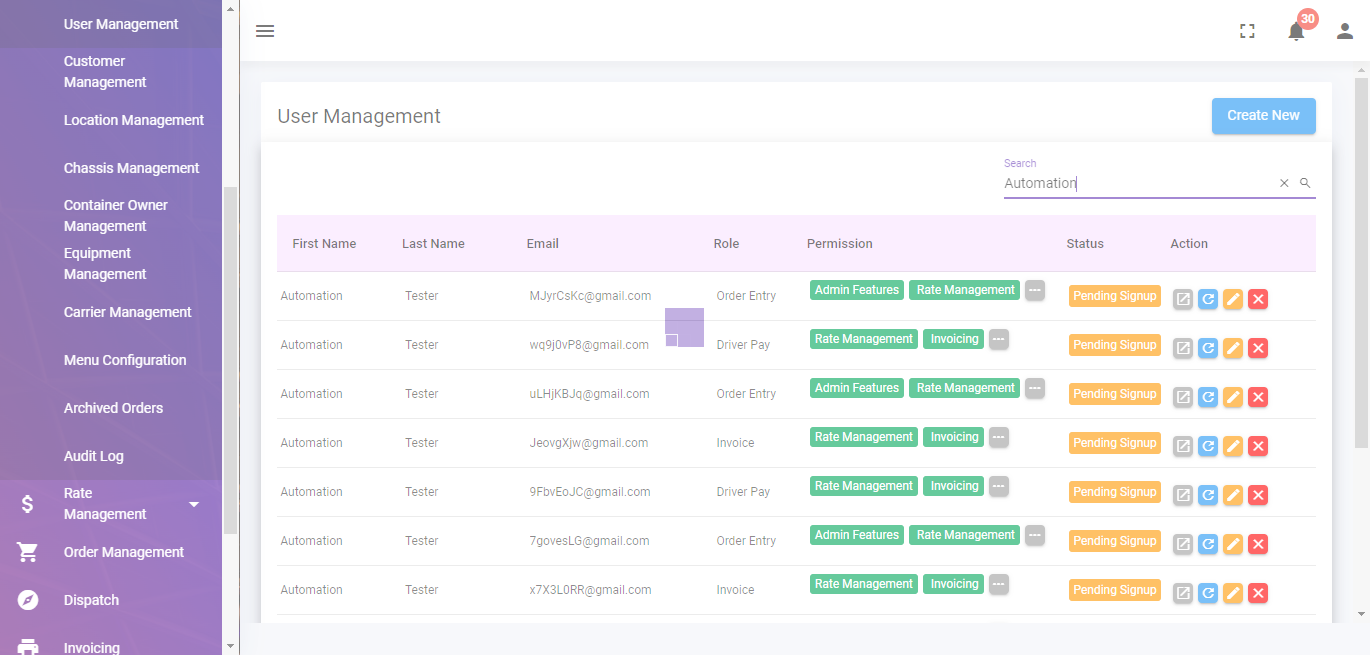 User Management
Customer
Management
Location Management
Chassis Management
Container Owner
Management
Equipment
Management
Carrier Management
Menu Configuration
Archived Orders
Audit Log
Rate
Management
Order Management
Dispatch
Invoicing
30
User Management
Create New
Search
Automation
First Name Last Name Email Role Permission Status Action
Automation Tester MJyrCsKc@gmail.com Order Entry Admin Features Rate Management --- Pending Signup
Automation Tester wq9j0vP8@gmail.com Driver Pay Rate Management Invoicing --- Pending Signup
Automation Tester uLHjKBJq@gmail.com Order Entry Admin Features Rate Management --- Pending Signup
Automation Tester JeovgXjw@gmail.com Invoice Rate Management Invoicing --- Pending Signup
Automation Tester 9FbvEoJC@gmail.com Driver Pay Rate Management Invoicing --- Pending Signup
Automation Tester 7govesLG@gmail.com Order Entry Admin Features Rate Management --- Pending Signup
Automation Tester x7X3L0RR@gmail.com Invoice Rate Management Invoicing --- Pending Signup